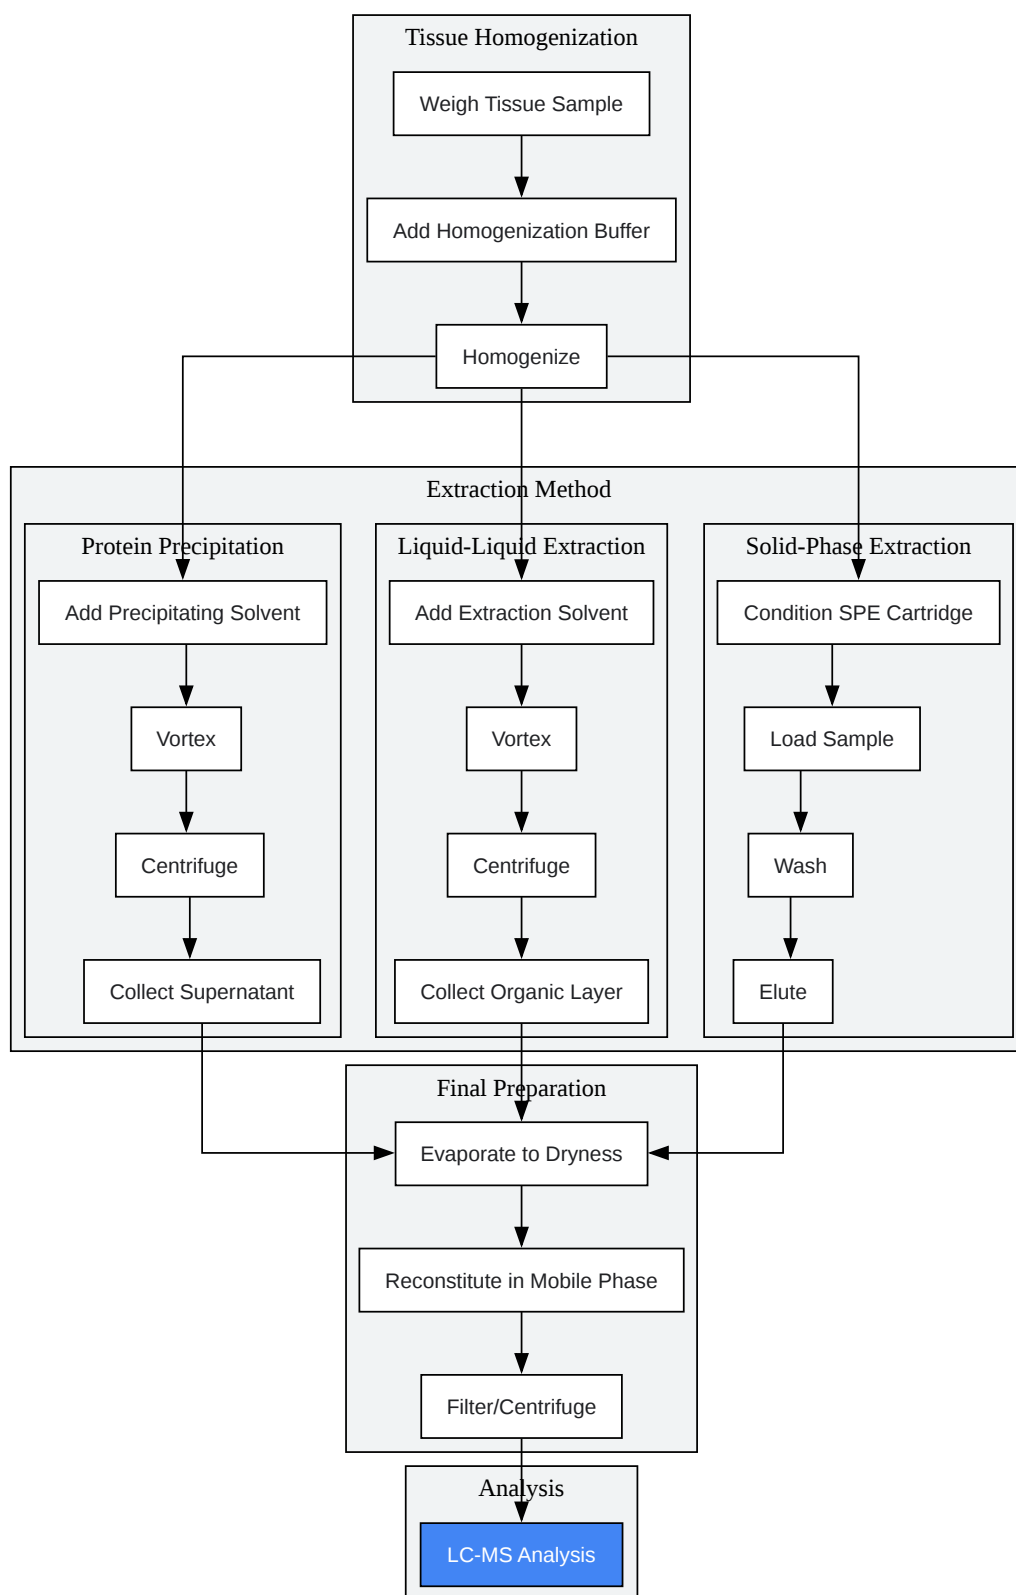 Tissue Homogenization
Weigh Tissue Sample
Add Homogenization Buffer
Homogenize
Extraction Method
Protein Precipitation
Add Precipitating Solvent
Vortex
Centrifuge
Collect Supernatant
Liquid-Liquid Extraction
Add Extraction Solvent
Vortex
Centrifuge
Collect Organic Layer
Solid-Phase Extraction
Condition SPE Cartridge
Load Sample
Wash
Elute
Final Preparation
Evaporate to Dryness
Reconstitute in Mobile Phase
Filter/Centrifuge
Analysis
LC-MS Analysis